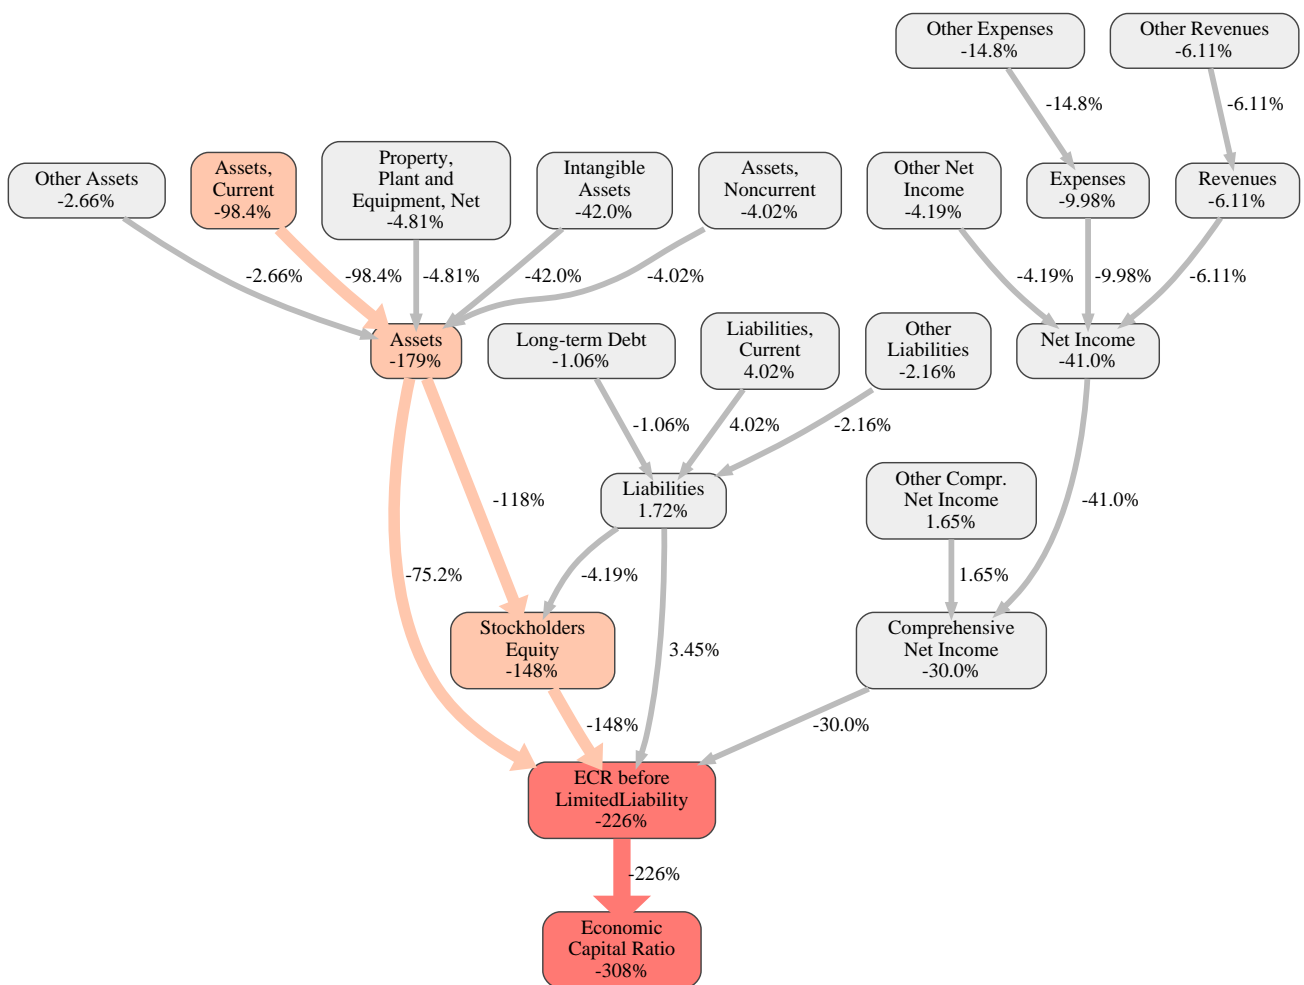 Other Expenses
-14.8%
Other Revenues
-6.11%
-14.8%
-6.11%
Other Assets
-2.66%
Assets,
Current
-98.4%
Property,
Plant and
Equipment, Net
-4.81%
Intangible
Assets
-42.0%
Assets,
Noncurrent
-4.02%
Other Net
Income
-4.19%
Expenses
-9.98%
Revenues
-6.11%
-2.66%
-98.4%
-4.81%
-42.0%
-4.02%
-4.19%
-9.98%
-6.11%
Assets
-179%
Long-term Debt
-1.06%
Liabilities,
Current
4.02%
Other
Liabilities
-2.16%
Net Income
-41.0%
-1.06%
4.02%
-2.16%
Liabilities
1.72%
Other Compr.
Net Income
1.65%
-118%
-41.0%
-75.2%
-4.19%
1.65%
Stockholders
Equity
-148%
3.45%
Comprehensive
Net Income
-30.0%
-148%
-30.0%
ECR before
LimitedLiability
-226%
-226%
Economic
Capital Ratio
-308%